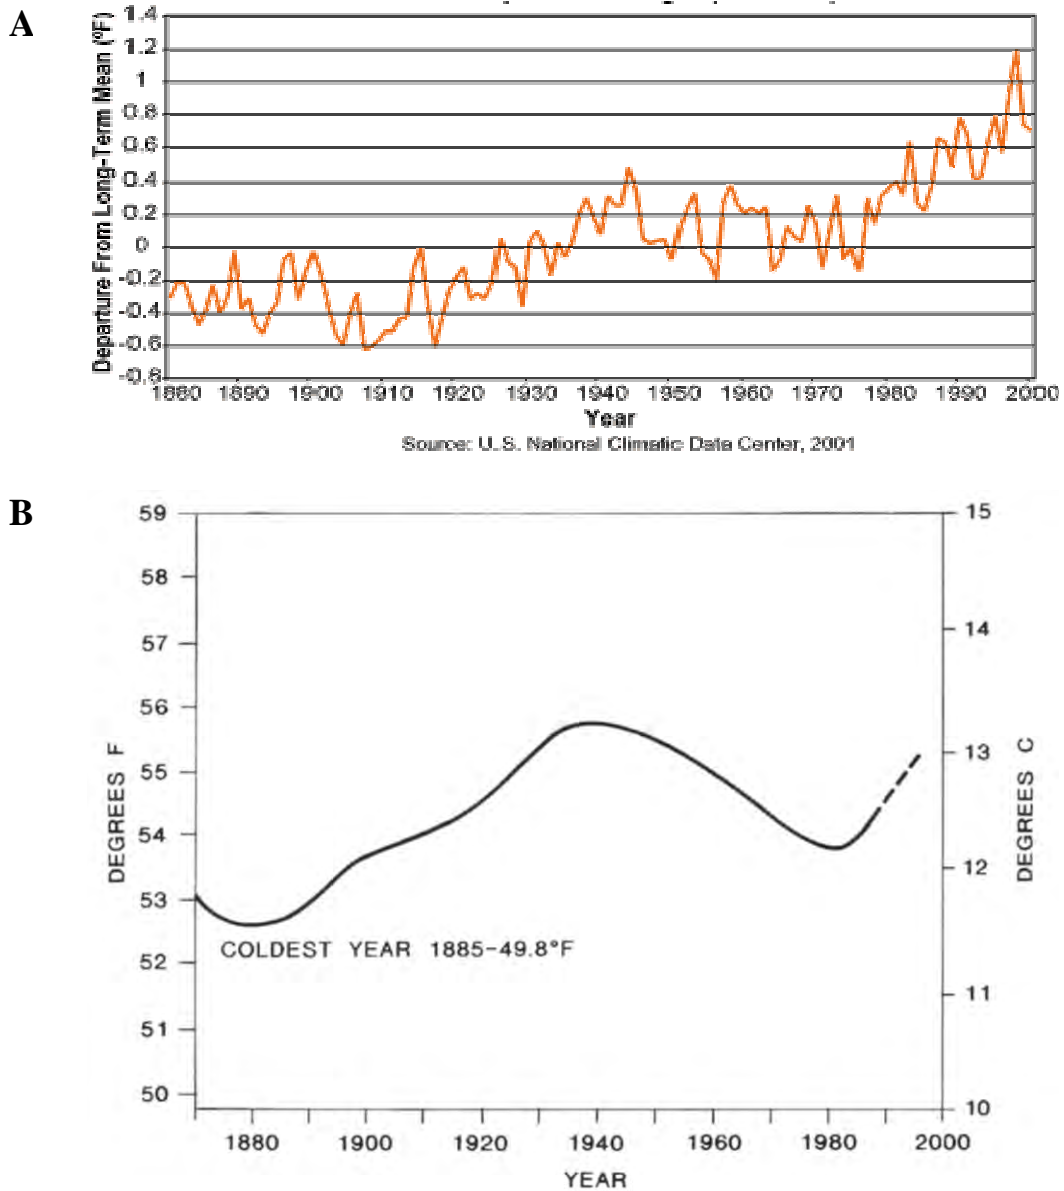 A
Departure From Long-Term Mean (ºF)
1.4
1.2
1
0.8
0.6
0.4
0.2
0
-0.2
-0.4
-0.6
-0.8
1880 1890 1900 1910 1920 1930 1940 1950 1960 1970 1980 1990 2000
Year
Source: U.S. National Climatic Data Center, 2001
B
DEGREES F
59
58
57
56
55
54
53
52
51
50
15
14
13
12
11
10
DEGREES C
COLDEST YEAR 1885-49.8°F
1880 1900 1920 1940 1960 1980 2000
YEAR